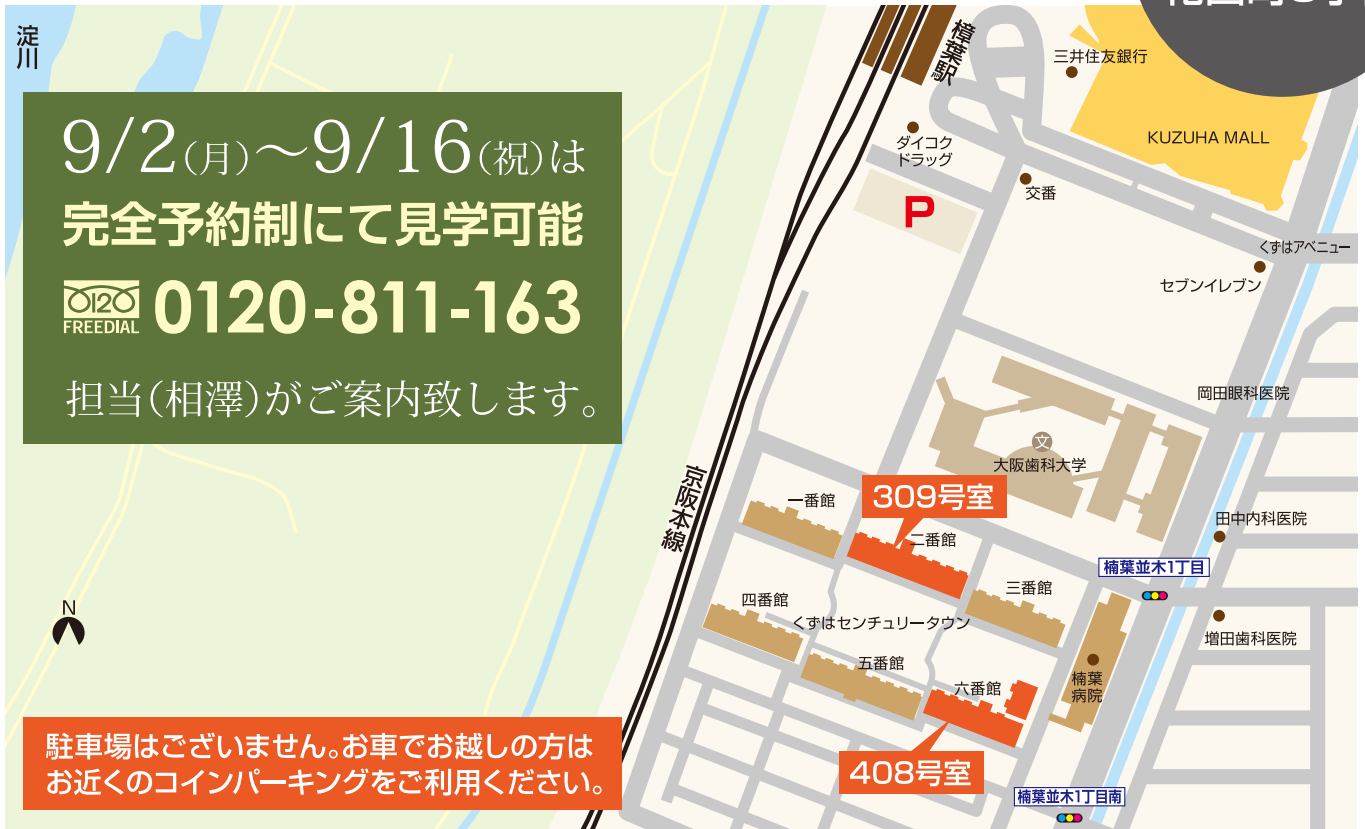 淀川
9/2(月)～9/16(祝)は
完全予約制にて見学可能
0120
FREEDIAL
0120-811-163
担当(相澤)がご案内致します。
N
駐車場はございません。お車でお越しの方は
お近くのコインパーキングをご利用ください。
樟葉駅
三井住友銀行
KUZUHA MALL
ダイコク
ドラッグ
P
交番
くずはアベニュー
セブンイレブン
岡田眼科医院
文
大阪歯科大学
京阪本線
一番館
309号室
二番館
三番館
田中内科医院
楠葉並木1丁目
四番館
くずはセンチュリータウン
五番館
六番館
増田歯科医院
楠葉
病院
408号室
楠葉並木1丁目南